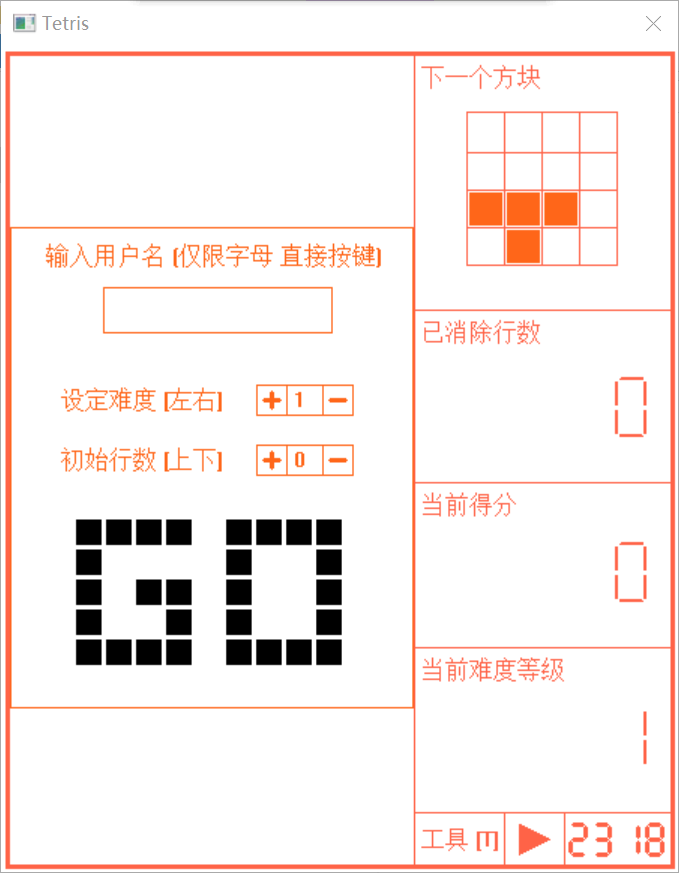 Tetris
输入用户名 (仅限字母 直接按键)
设定难度 [左右]
+ 1 −
初始行数 [上下]
+ 0 −
GO
下一个方块
已消除行数
0
当前得分
0
当前难度等级
1
工具 [T]
23 18